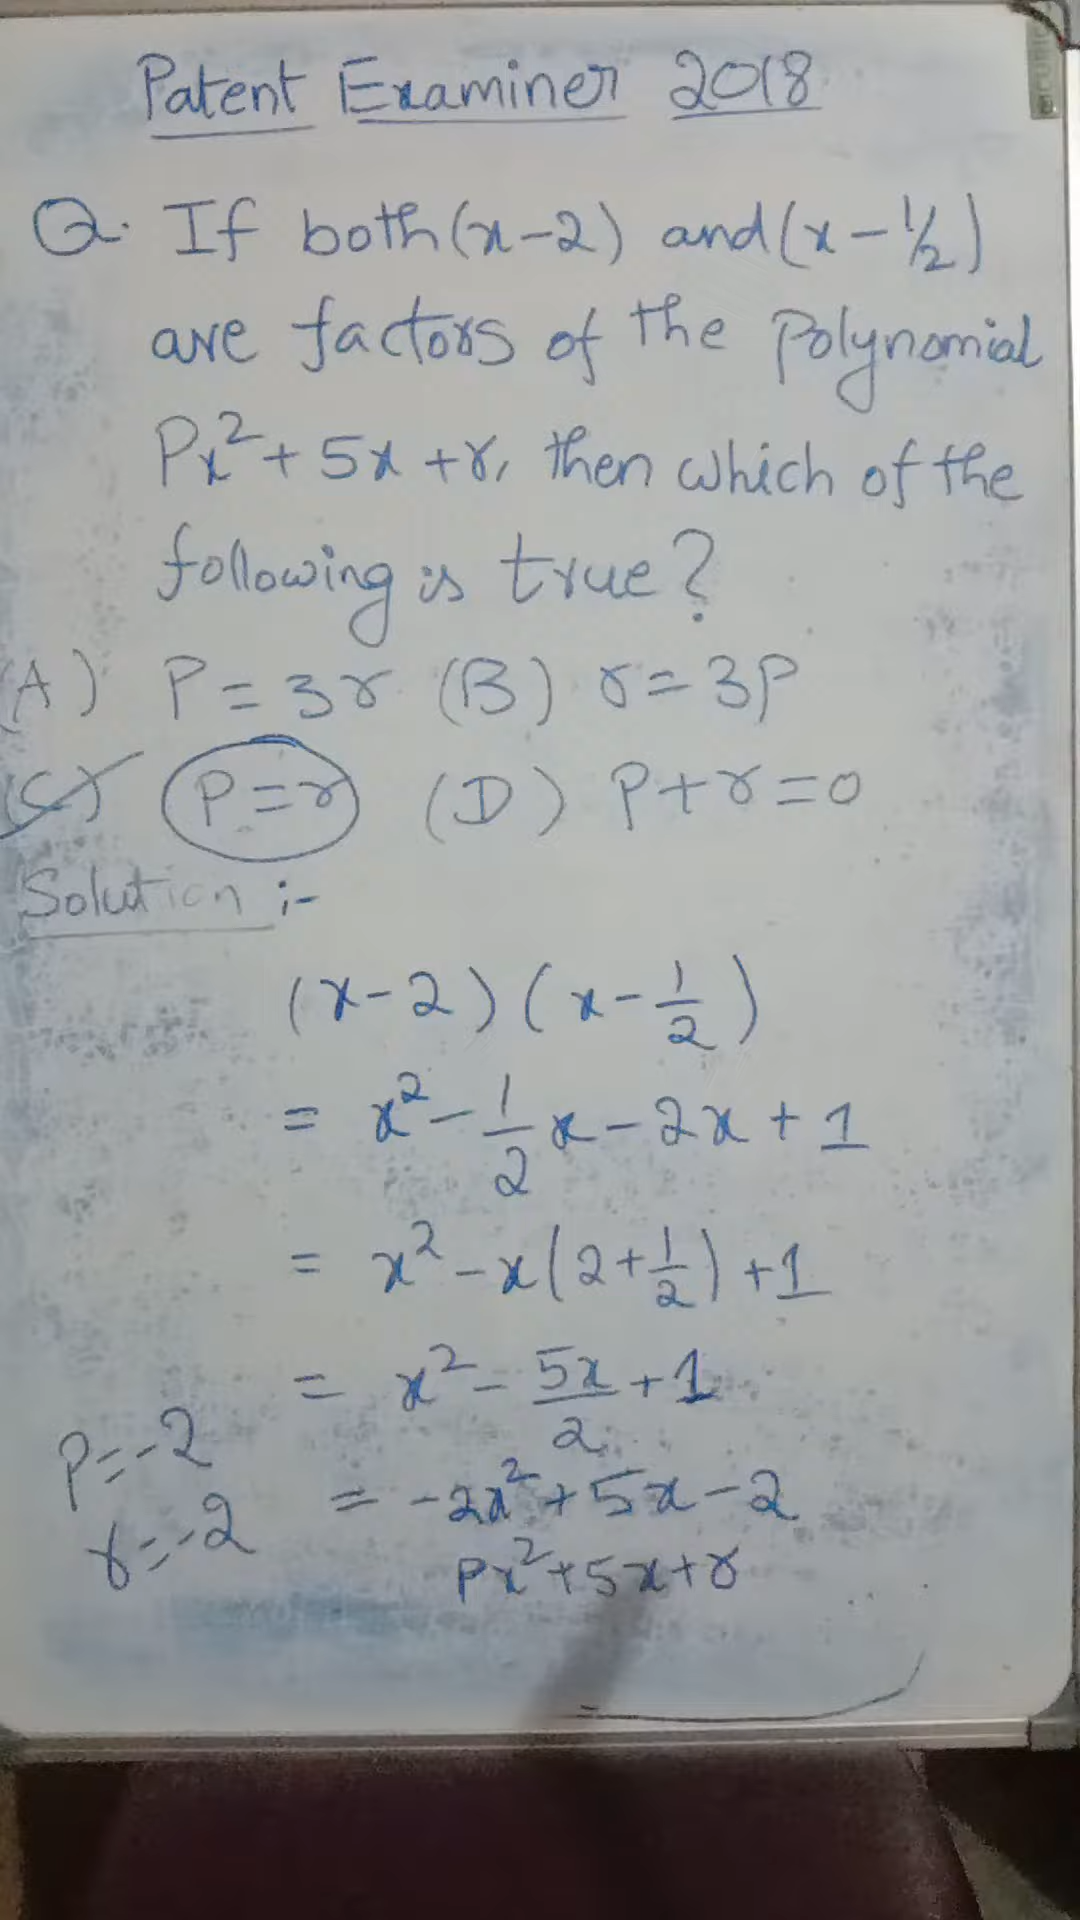 Patent Examiner 2018
Q. If both (x-2) and (x-1/2)
are factors of the Polynomial
Px²+5x+r, then which of the
following is true?
(A) P=3r (B) r=3p
(C) P=r (D) P+r=0
Solution :-
(x-2)(x-1/2)
= x²-1/2x-2x+1
= x²-x(2+1/2)+1
= x²-5x/2+1
P=-2
= -2x²+5x-2
r=-2
Px²+5x+r